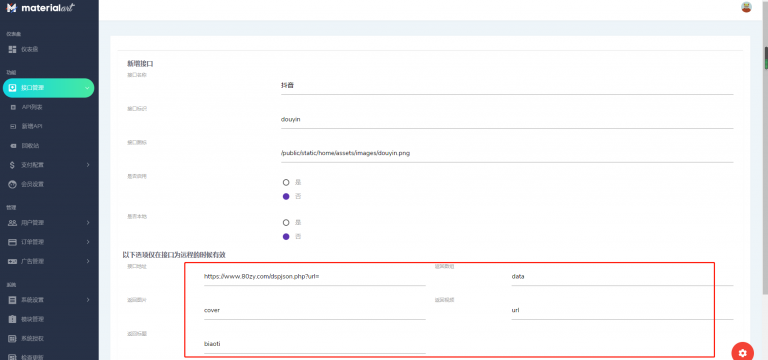 materialart
仪表盘
仪表盘
功能
接口管理
API列表
新增API
回收站
$ 支付配置
会员设置
管理
用户管理
订单管理
广告管理
系统
系统设置
模块管理
系统授权
检查更新
新增接口
接口名称
抖音
接口标识
douyin
接口图标
/public/static/home/assets/images/douyin.png
是否启用
是
否
是否本地
是
否
以下选项仅在接口为远程的时候有效
接口地址
https://www.80zy.com/dspjson.php?url=
返回数组
data
返回图片
cover
返回视频
url
返回标题
biaoti